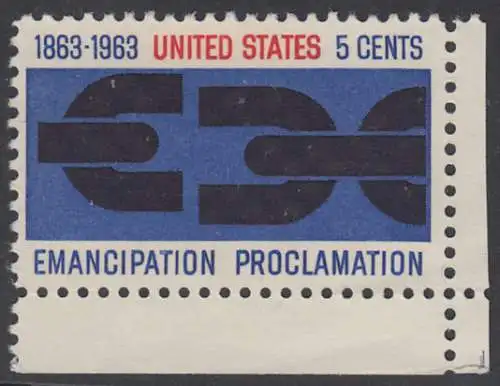 1863-1963 UNITED STATES 5 CENTS
EMANCIPATION PROCLAMATION